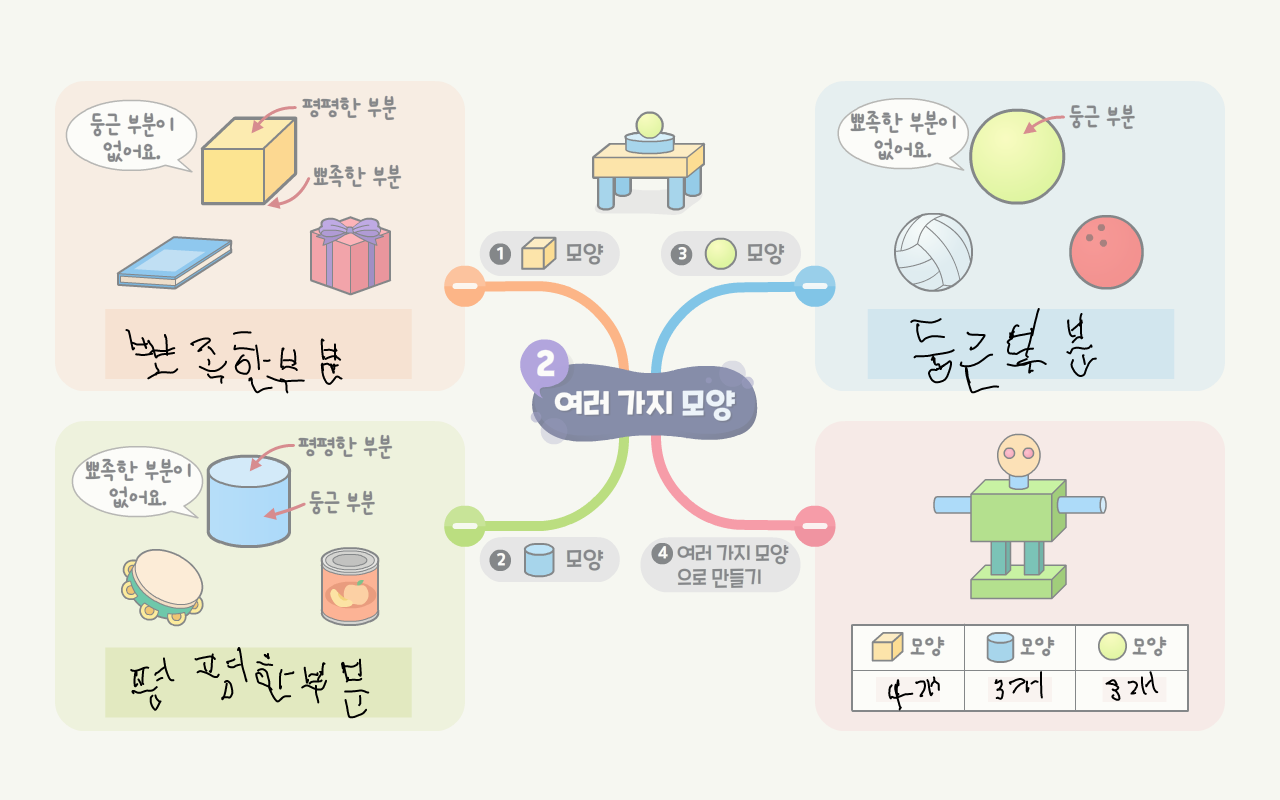 둥근 부분이
없어요.
평평한 부분
뾰족한 부분
뾰족한부분
1 모양
3 모양
뾰족한 부분이
없어요.
둥근 부분
둥근부분
2
여러 가지 모양
뾰족한 부분이
없어요.
평평한 부분
둥근 부분
평평한부분
2 모양
4 여러 가지 모양
으로 만들기
모양 모양 모양
4개 3개 3개